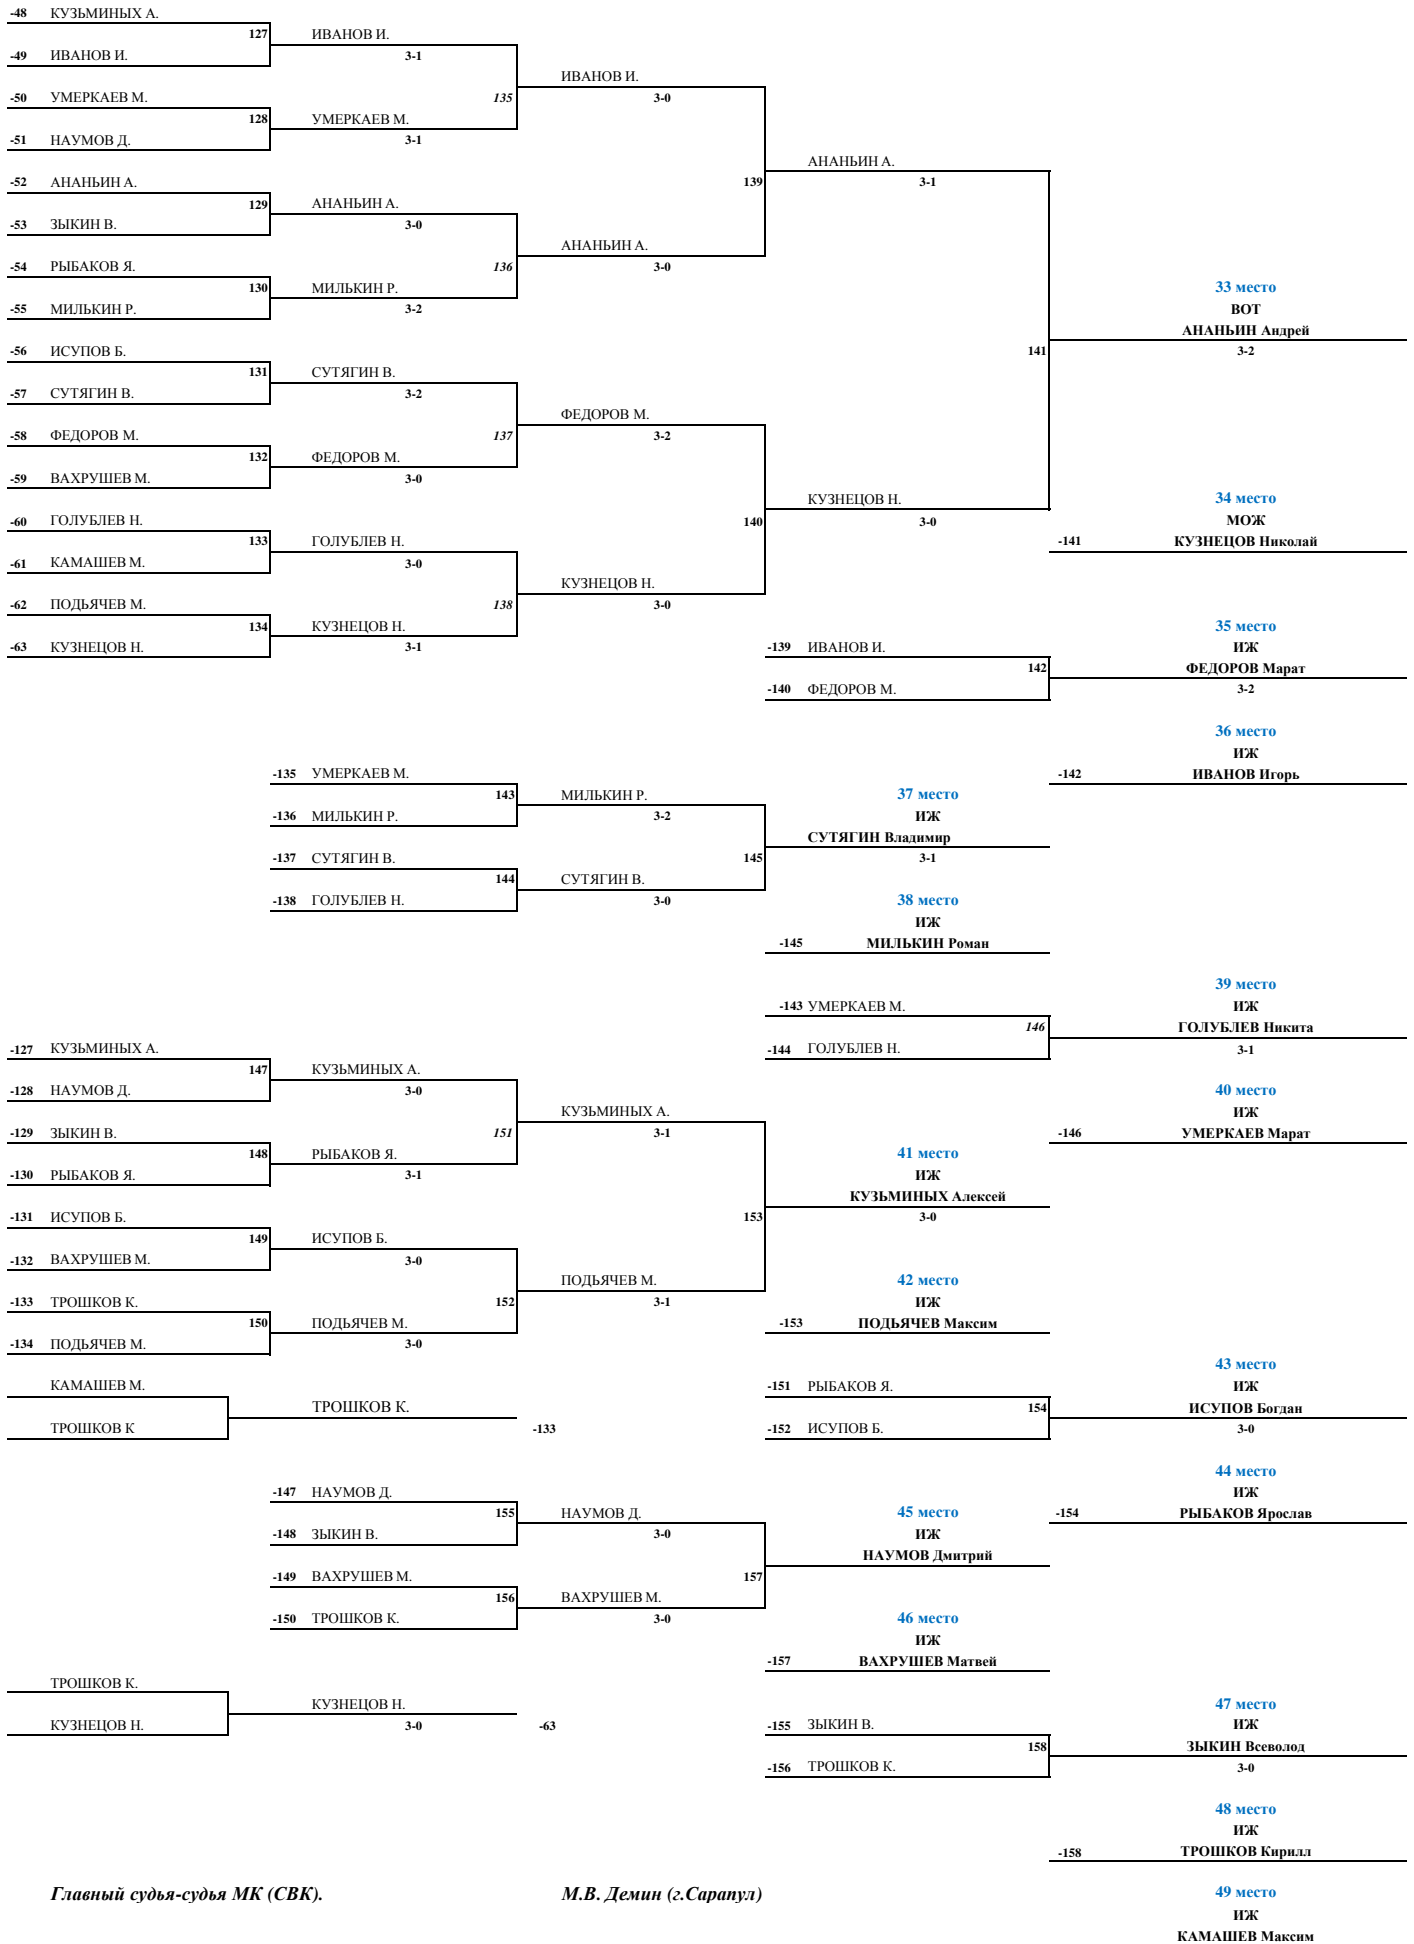 -48 КУЗЬМИНЫХ А.
127 ИВАНОВ И.
-49 ИВАНОВ И. 3-1
ИВАНОВ И.
-50 УМЕРКАЕВ М. 135 3-0
128 УМЕРКАЕВ М.
-51 НАУМОВ Д. 3-1
АНАНЬИН А.
-52 АНАНЬИН А. 139 3-1
129 АНАНЬИН А.
-53 ЗЫКИН В. 3-0
АНАНЬИН А.
-54 РЫБАКОВ Я. 136 3-0
130 МИЛЬКИН Р. 33 место
-55 МИЛЬКИН Р. 3-2 ВОТ
АНАНЬИН Андрей
-56 ИСУПОВ Б. 141 3-2
131 СУТЯГИН В.
-57 СУТЯГИН В. 3-2
ФЕДОРОВ М.
-58 ФЕДОРОВ М. 137 3-2
132 ФЕДОРОВ М.
-59 ВАХРУШЕВ М. 3-0
КУЗНЕЦОВ Н. 34 место
-60 ГОЛУБЛЕВ Н. 140 3-0 МОЖ
133 ГОЛУБЛЕВ Н. -141 КУЗНЕЦОВ Николай
-61 КАМАШЕВ М. 3-0
КУЗНЕЦОВ Н.
-62 ПОДЬЯЧЕВ М. 138 3-0
134 КУЗНЕЦОВ Н. 35 место
-63 КУЗНЕЦОВ Н. 3-1 -139 ИВАНОВ И. ИЖ
142 ФЕДОРОВ Марат
-140 ФЕДОРОВ М. 3-2
36 место
ИЖ
-135 УМЕРКАЕВ М. -142 ИВАНОВ Игорь
143 МИЛЬКИН Р. 37 место
-136 МИЛЬКИН Р. 3-2 ИЖ
СУТЯГИН Владимир
-137 СУТЯГИН В. 145 3-1
144 СУТЯГИН В.
-138 ГОЛУБЛЕВ Н. 3-0 38 место
ИЖ
-145 МИЛЬКИН Роман
39 место
-143 УМЕРКАЕВ М. ИЖ
146 ГОЛУБЛЕВ Никита
-127 КУЗЬМИНЫХ А. -144 ГОЛУБЛЕВ Н. 3-1
147 КУЗЬМИНЫХ А.
-128 НАУМОВ Д. 3-0 40 место
КУЗЬМИНЫХ А. ИЖ
-129 ЗЫКИН В. 151 3-1 -146 УМЕРКАЕВ Марат
148 РЫБАКОВ Я. 41 место
-130 РЫБАКОВ Я. 3-1 ИЖ
КУЗЬМИНЫХ Алексей
-131 ИСУПОВ Б. 153 3-0
149 ИСУПОВ Б.
-132 ВАХРУШЕВ М. 3-0
ПОДЬЯЧЕВ М. 42 место
-133 ТРОШКОВ К. 152 3-1 ИЖ
150 ПОДЬЯЧЕВ М. -153 ПОДЬЯЧЕВ Максим
-134 ПОДЬЯЧЕВ М. 3-0
43 место
КАМАШЕВ М. -151 РЫБАКОВ Я. ИЖ
ТРОШКОВ К. 154 ИСУПОВ Богдан
ТРОШКОВ К -133 -152 ИСУПОВ Б. 3-0
44 место
-147 НАУМОВ Д. ИЖ
155 НАУМОВ Д. 45 место -154 РЫБАКОВ Ярослав
-148 ЗЫКИН В. 3-0 ИЖ
НАУМОВ Дмитрий
-149 ВАХРУШЕВ М. 157
156 ВАХРУШЕВ М.
-150 ТРОШКОВ К. 3-0 46 место
ИЖ
-157 ВАХРУШЕВ Матвей
ТРОШКОВ К.
КУЗНЕЦОВ Н. 47 место
КУЗНЕЦОВ Н. 3-0 -63 -155 ЗЫКИН В. ИЖ
158 ЗЫКИН Всеволод
-156 ТРОШКОВ К. 3-0
48 место
ИЖ
-158 ТРОШКОВ Кирилл
Главный судья-судья МК (СВК). М.В. Демин (г.Сарапул) 49 место
ИЖ
КАМАШЕВ Максим